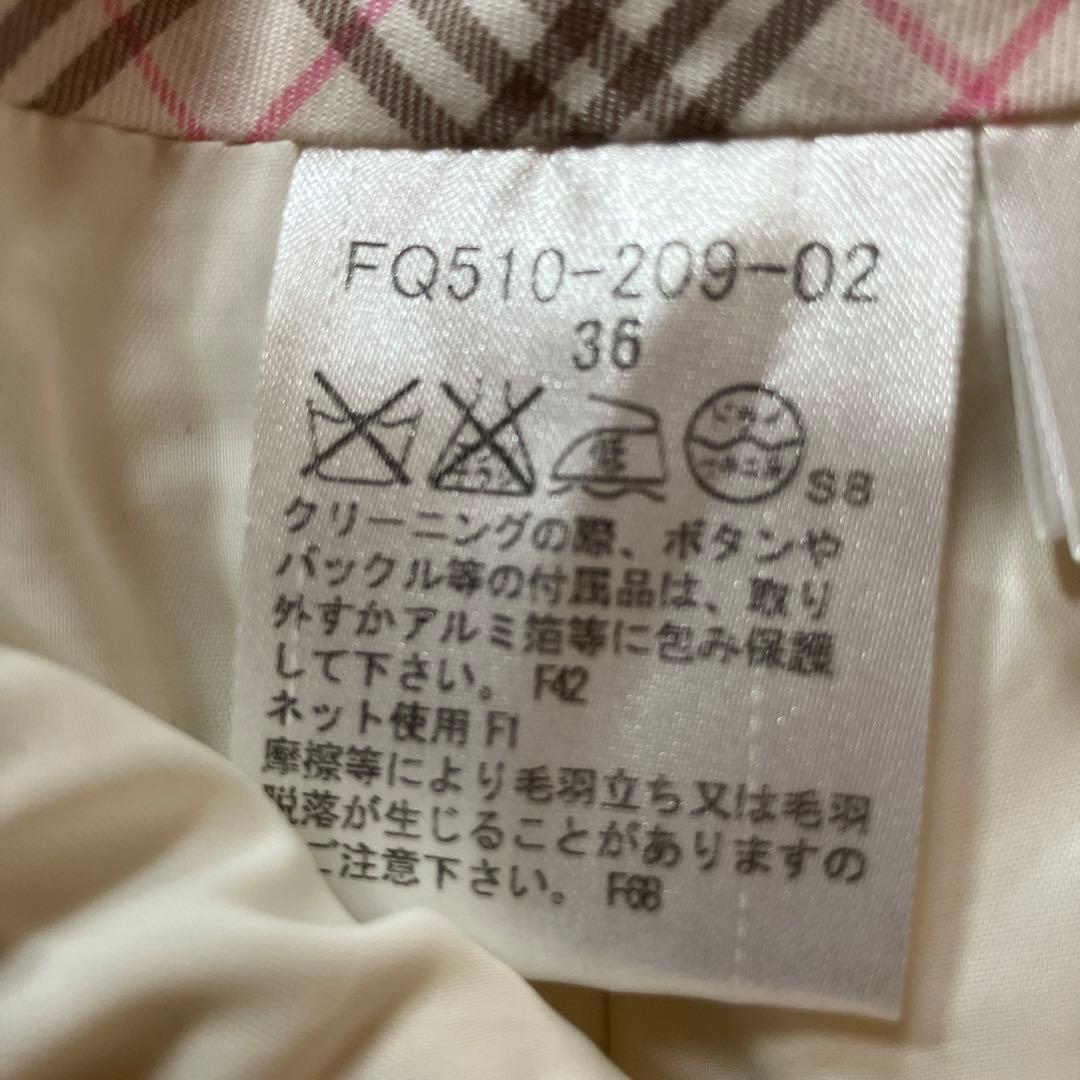 FQ510-209-02
36
エンソ 低 ドライ セキユ系 S8
クリーニングの際、ボタンや
バックル等の付属品は、取り
外すかアルミ箔等に包み保護
して下さい。 F42
ネット使用 F1
摩擦等により毛羽立ち又は毛羽
脱落が生じることがありますの
ご注意下さい。 F68